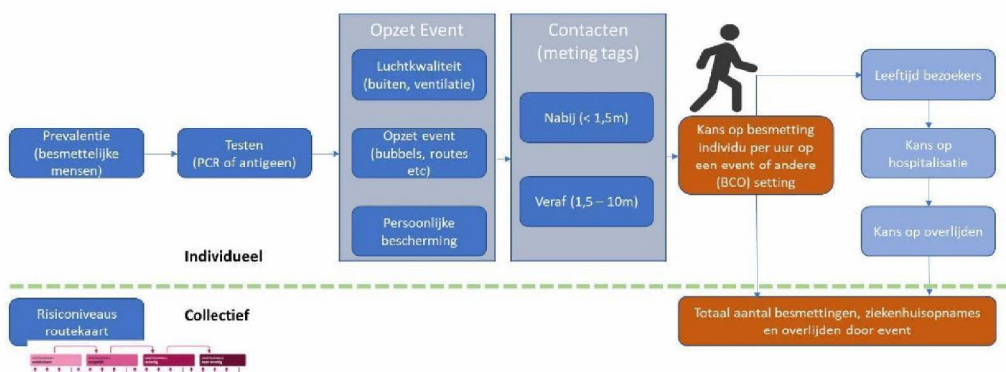 Opzet Event
Luchtkwaliteit
(buiten, ventilatie)
Opzet event
(bubbels, routes
etc)
Persoonlijke
bescherming
Contacten
(meting tags)
Nabij (< 1,5m)
Veraf (1,5 – 10m)
Prevalentie
(besmettelijke
mensen)
Testen
(PCR of antigeen)
Kans op besmetting
individu per uur op
een event of andere
(BCO) setting
Leeftijd bezoekers
Kans op
hospitalisatie
Kans op overlijden
Individueel
Collectief
Risiconiveaus
routekaart
Totaal aantal besmettingen, ziekenhuisopnames
en overlijden door event